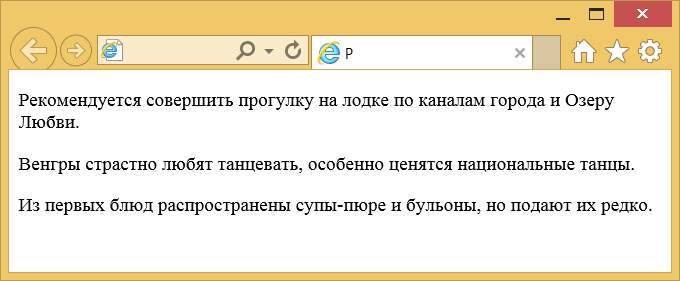 P
Рекомендуется совершить прогулку на лодке по каналам города и Озеру
Любви.
Венгры страстно любят танцевать, особенно ценятся национальные танцы.
Из первых блюд распространены супы-пюре и бульоны, но подают их редко.